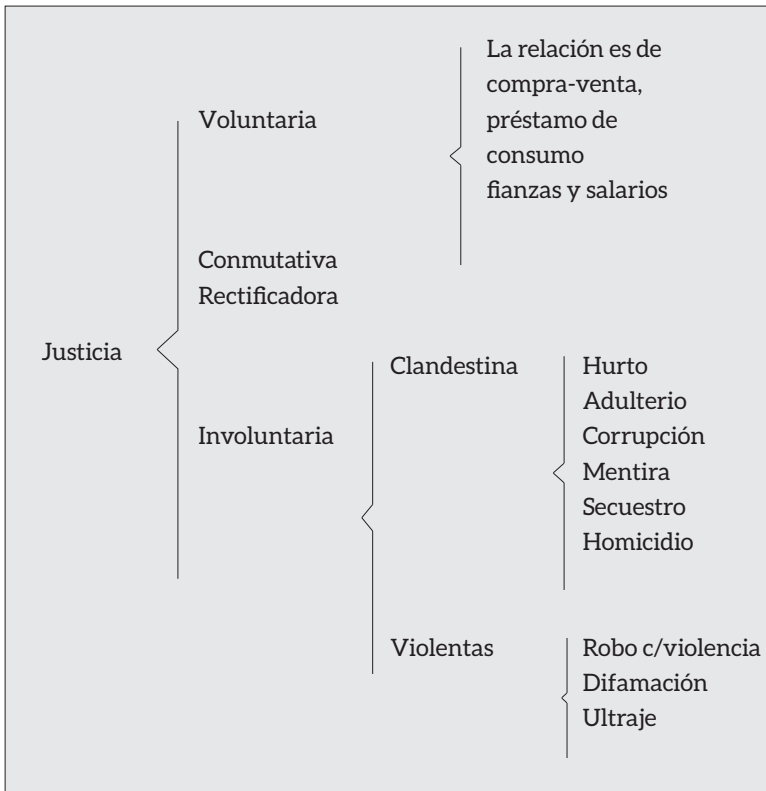 La relación es de
compra-venta,
Voluntaria
préstamo de
consumo
fianzas y salarios
Conmutativa
Rectificadora
Justicia
Clandestina
Hurto
Adulterio
Involuntaria
Corrupción
Mentira
Secuestro
Homicidio
Violentas
Robo c/violencia
Difamación
Ultraje